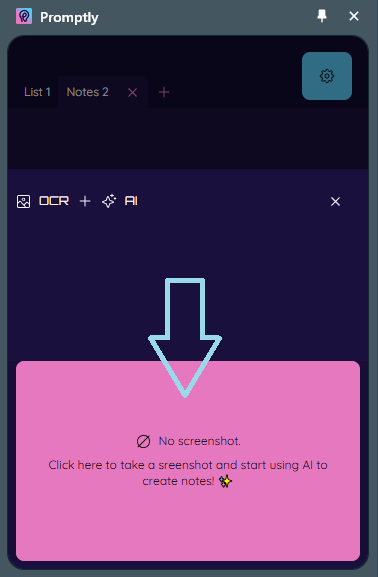 Promptly
List 1
Notes 2
OCR + AI
No screenshot.
Click here to take a sreenshot and start using AI to
create notes! ✨